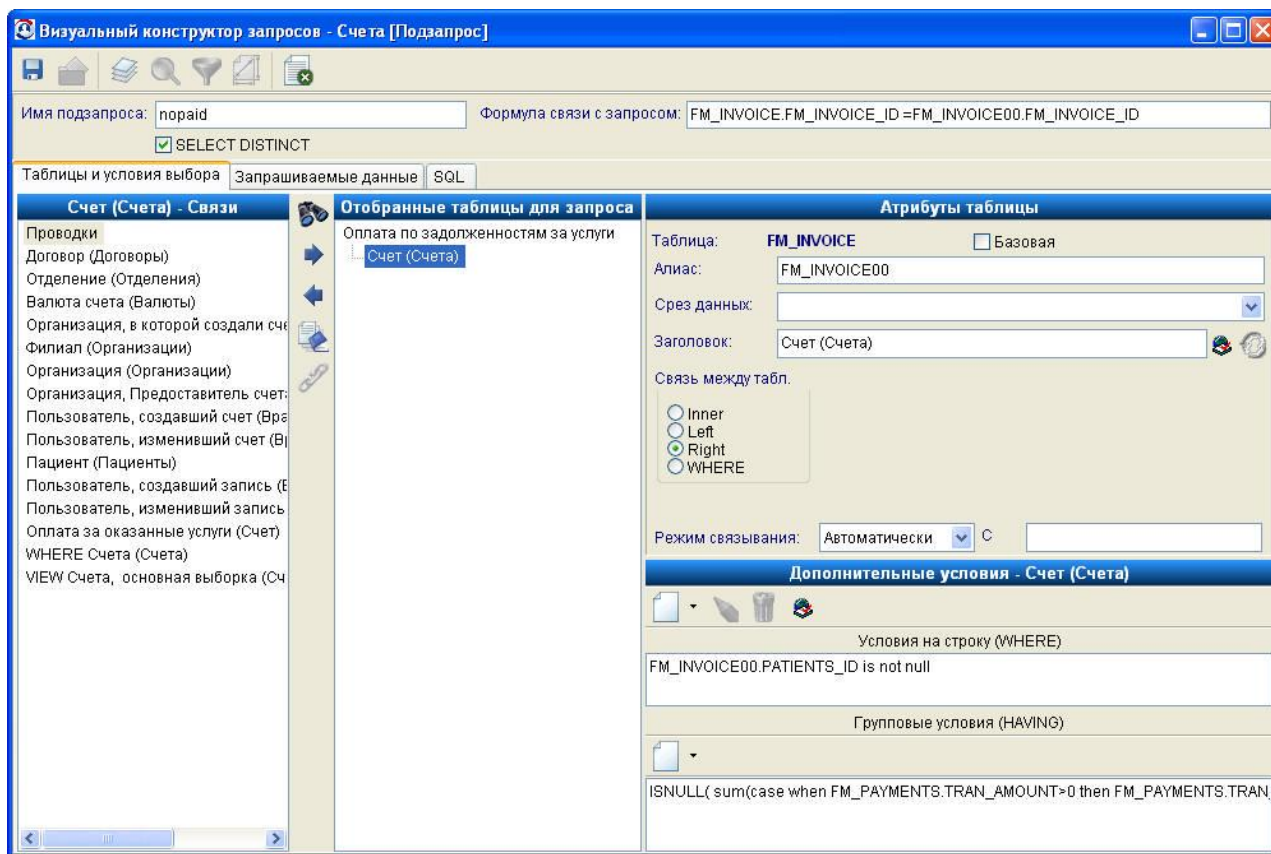 Визуальный конструктор запросов - Счета [Подзапрос]
Имя подзапроса: nopaid Формула связи с запросом: FM_INVOICE.FM_INVOICE_ID =FM_INVOICE00.FM_INVOICE_ID
SELECT DISTINCT
Таблицы и условия выбора Запрашиваемые данные SQL
Счет (Счета) - Связи
Проводки
Договор (Договоры)
Отделение (Отделения)
Валюта счета (Валюты)
Организация, в которой создали сче
Филиал (Организации)
Организация (Организации)
Организация, Предоставитель счет
Пользователь, создавший счет (Вра
Пользователь, изменивший счет (В
Пациент (Пациенты)
Пользователь, создавший запись (
Пользователь, изменивший запись
Оплата за оказанные услуги (Счет)
WHERE Счета (Счета)
VIEW Счета, основная выборка (Сч
Отобранные таблицы для запроса
Оплата по задолженностям за услуги
Счет (Счета)
Атрибуты таблицы
Таблица: FM_INVOICE Базовая
Алиас: FM_INVOICE00
Срез данных:
Заголовок: Счет (Счета)
Связь между табл.
Inner
Left
Right
WHERE
Режим связывания: Автоматически С
Дополнительные условия - Счет (Счета)
Условия на строку (WHERE)
FM_INVOICE00.PATIENTS_ID is not null
Групповые условия (HAVING)
ISNULL( sum(case when FM_PAYMENTS.TRAN_AMOUNT>0 then FM_PAYMENTS.TRAN_